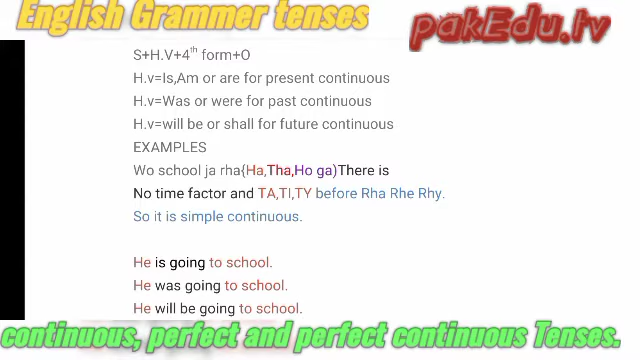 English Grammer tenses
pakEdu.tv
S+H.V+4th form+O
H.v=Is,Am or are for present continuous
H.v=Was or were for past continuous
H.v=will be or shall for future continuous
EXAMPLES
Wo school ja rha{Ha,Tha,Ho ga)There is
No time factor and TA,TI,TY before Rha Rhe Rhy.
So it is simple continuous.
He is going to school.
He was going to school.
He will be going to school.
continuous, perfect and perfect continuous Tenses.